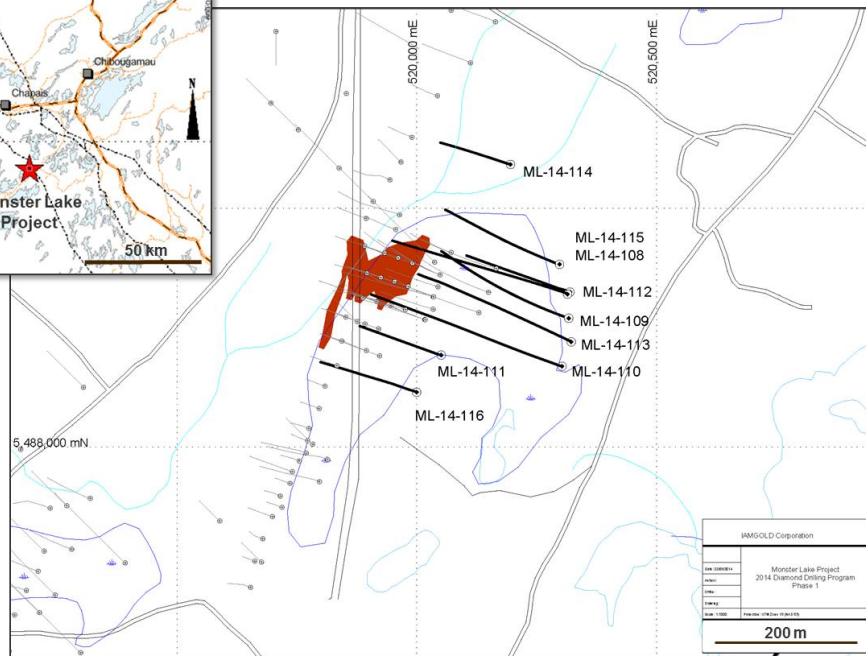 Chibougamau
Chapais
N
nster Lake
Project
50 km
520,000 mE
520,500 mE
ML-14-114
ML-14-115
ML-14-108
ML-14-112
ML-14-109
ML-14-113
ML-14-110
ML-14-111
ML-14-116
5,488,000 mN
IAMGOLD Corporation
Monster Lake Project
2014 Diamond Drilling Program
Phase 1
200 m